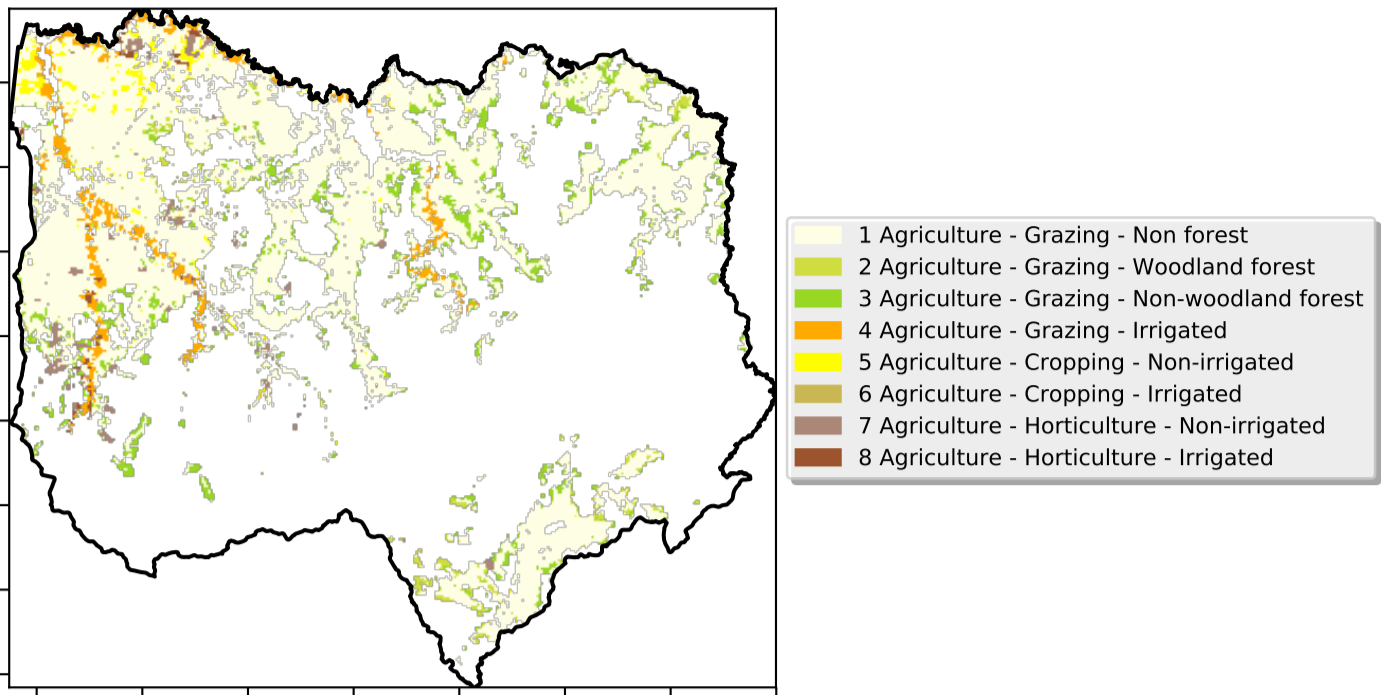 1 Agriculture - Grazing - Non forest
2 Agriculture - Grazing - Woodland forest
3 Agriculture - Grazing - Non-woodland forest
4 Agriculture - Grazing - Irrigated
5 Agriculture - Cropping - Non-irrigated
6 Agriculture - Cropping - Irrigated
7 Agriculture - Horticulture - Non-irrigated
8 Agriculture - Horticulture - Irrigated